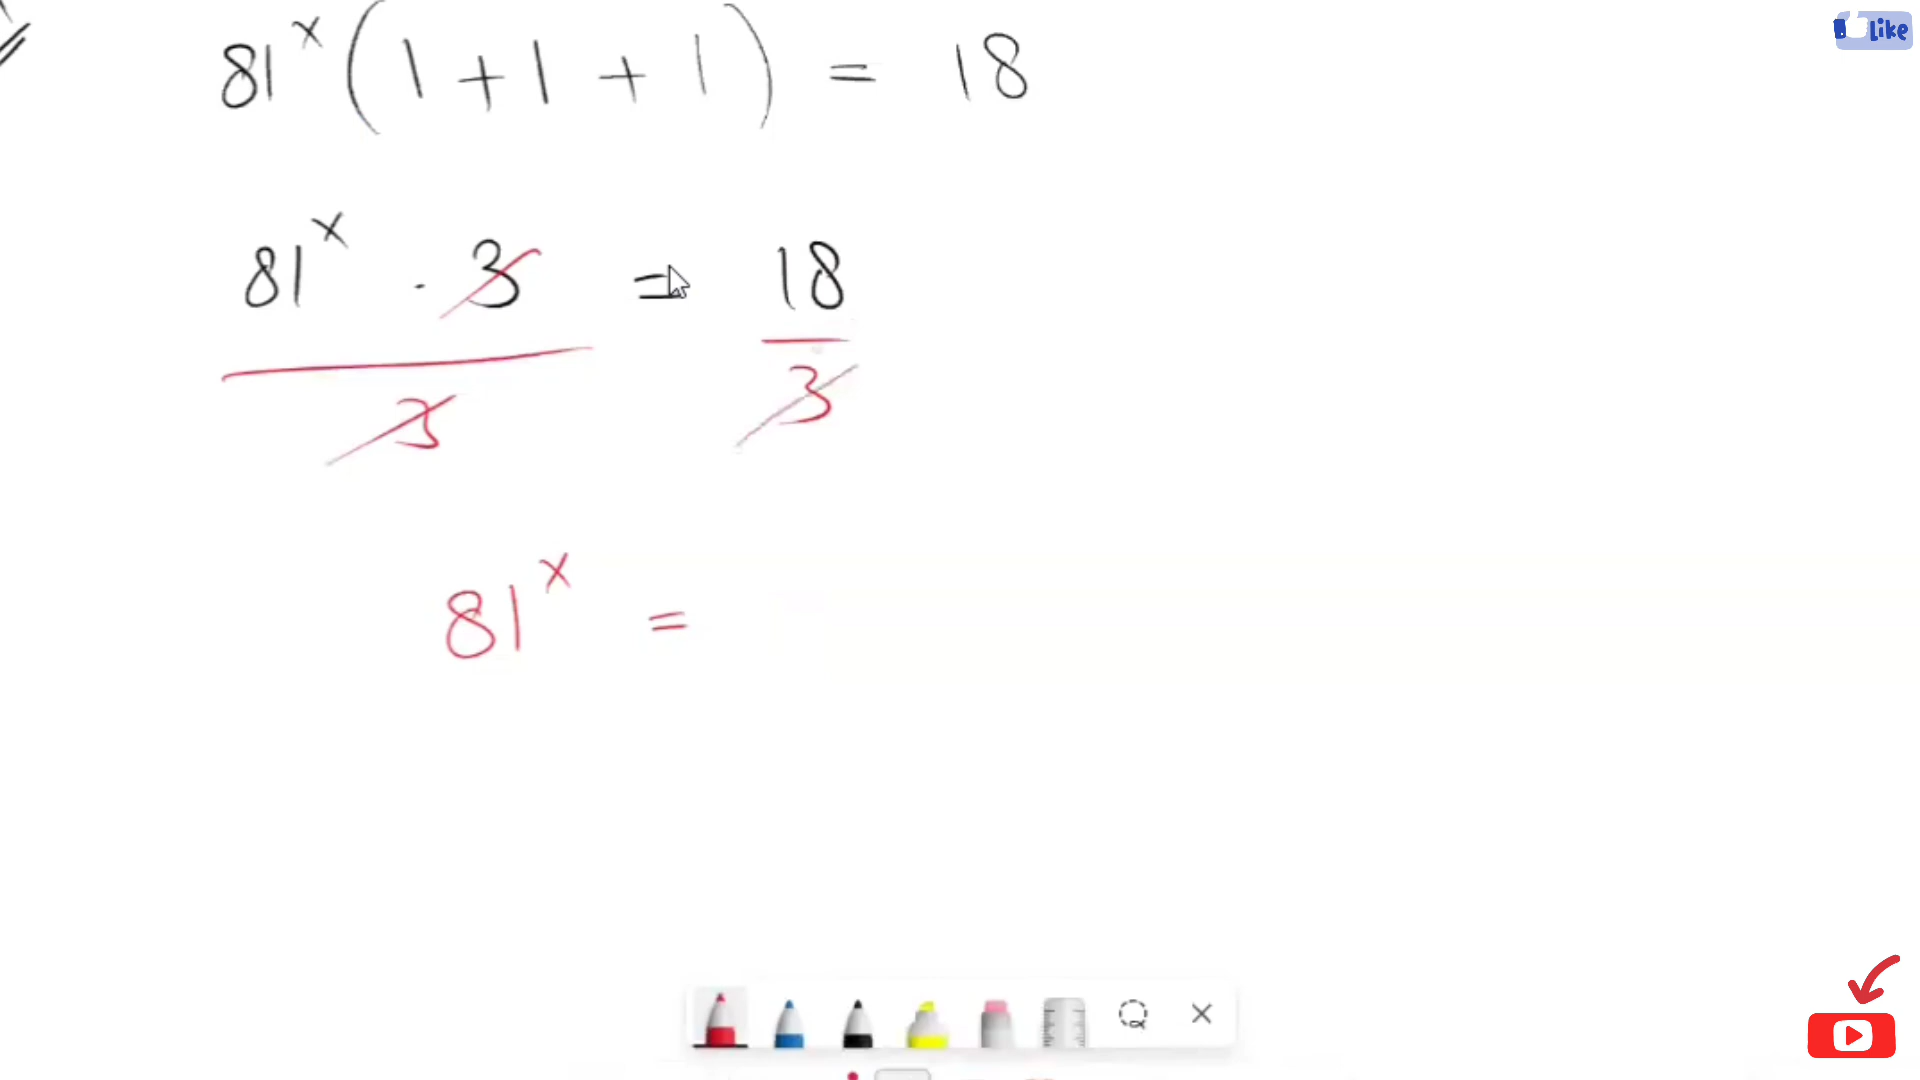 Like
81^x (1 + 1 + 1) = 18
81^x . 3 = 18
3 3
81^x =